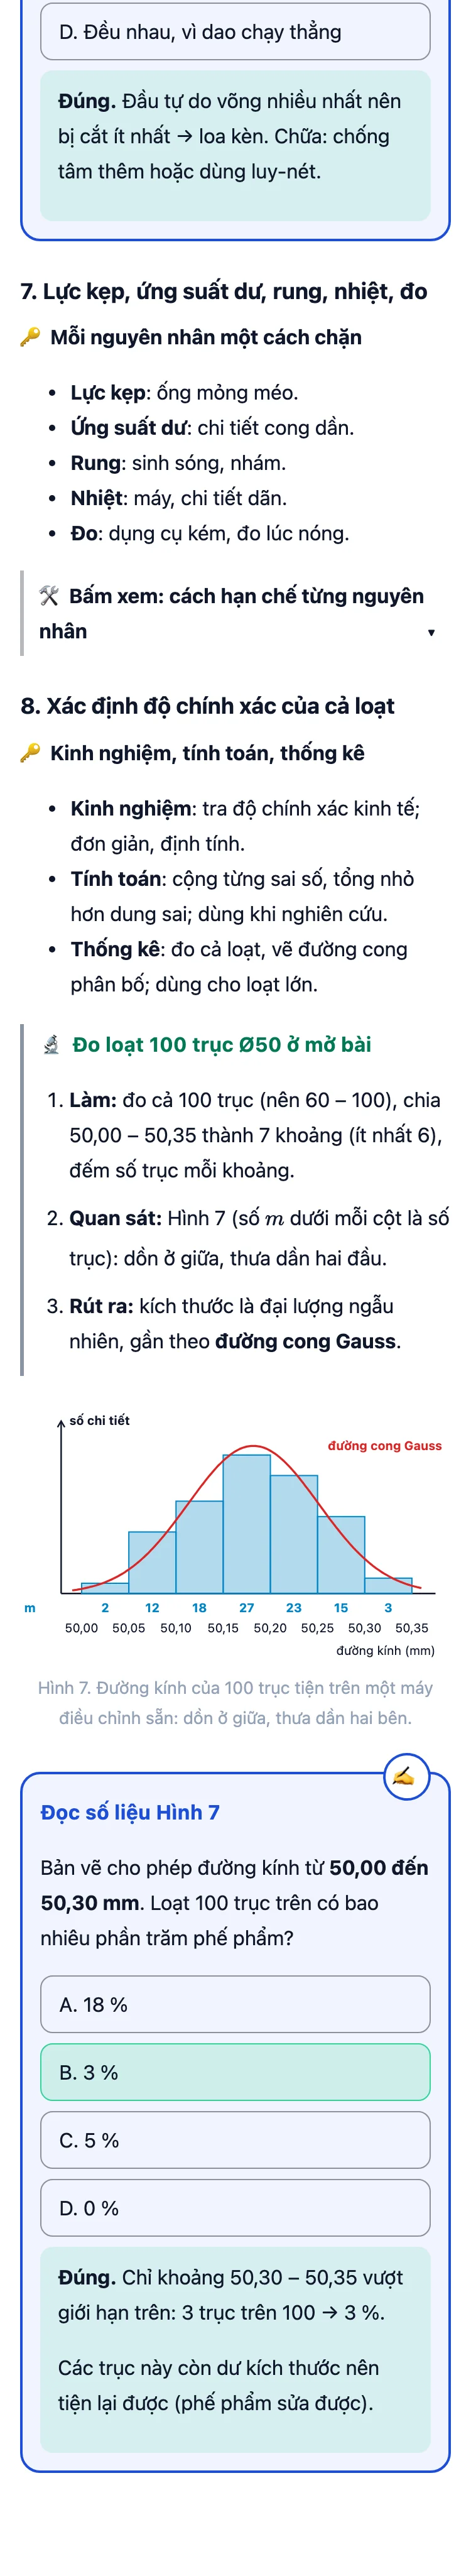 D. Đều nhau, vì dao chạy thẳng
Đúng. Đầu tự do võng nhiều nhất nên
bị cắt ít nhất → loa kèn. Chữa: chống
tâm thêm hoặc dùng luy-nét.
7. Lực kẹp, ứng suất dư, rung, nhiệt, đo
🔑 Mỗi nguyên nhân một cách chặn
• Lực kẹp: ống mỏng méo.
• Ứng suất dư: chi tiết cong dần.
• Rung: sinh sóng, nhám.
• Nhiệt: máy, chi tiết dãn.
• Đo: dụng cụ kém, đo lúc nóng.
🛠 Bấm xem: cách hạn chế từng nguyên
nhân ▼
8. Xác định độ chính xác của cả loạt
🔑 Kinh nghiệm, tính toán, thống kê
• Kinh nghiệm: tra độ chính xác kinh tế;
đơn giản, định tính.
• Tính toán: cộng từng sai số, tổng nhỏ
hơn dung sai; dùng khi nghiên cứu.
• Thống kê: đo cả loạt, vẽ đường cong
phân bố; dùng cho loạt lớn.
🔬 Đo loạt 100 trục Ø50 ở mở bài
1. Làm: đo cả 100 trục (nên 60 – 100), chia
50,00 – 50,35 thành 7 khoảng (ít nhất 6),
đếm số trục mỗi khoảng.
2. Quan sát: Hình 7 (số m dưới mỗi cột là số
trục): dồn ở giữa, thưa dần hai đầu.
3. Rút ra: kích thước là đại lượng ngẫu
nhiên, gần theo đường cong Gauss.
số chi tiết
đường cong Gauss
m 2 12 18 27 23 15 3
50,00 50,05 50,10 50,15 50,20 50,25 50,30 50,35
đường kính (mm)
Hình 7. Đường kính của 100 trục tiện trên một máy
điều chỉnh sẵn: dồn ở giữa, thưa dần hai bên.
Đọc số liệu Hình 7
Bản vẽ cho phép đường kính từ 50,00 đến
50,30 mm. Loạt 100 trục trên có bao
nhiêu phần trăm phế phẩm?
A. 18 %
B. 3 %
C. 5 %
D. 0 %
Đúng. Chỉ khoảng 50,30 – 50,35 vượt
giới hạn trên: 3 trục trên 100 → 3 %.
Các trục này còn dư kích thước nên
tiện lại được (phế phẩm sửa được).